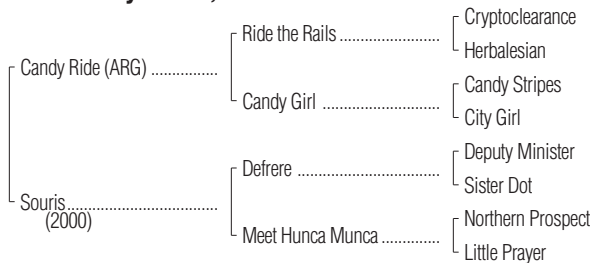 Ride the Rails ....................
Cryptoclearance
Herbalesian
Candy Ride (ARG) ................
Candy Girl ............................
Candy Stripes
City Girl
Defrere .................................
Deputy Minister
Sister Dot
Souris...................................
(2000)
Meet Hunca Munca ..............
Northern Prospect
Little Prayer